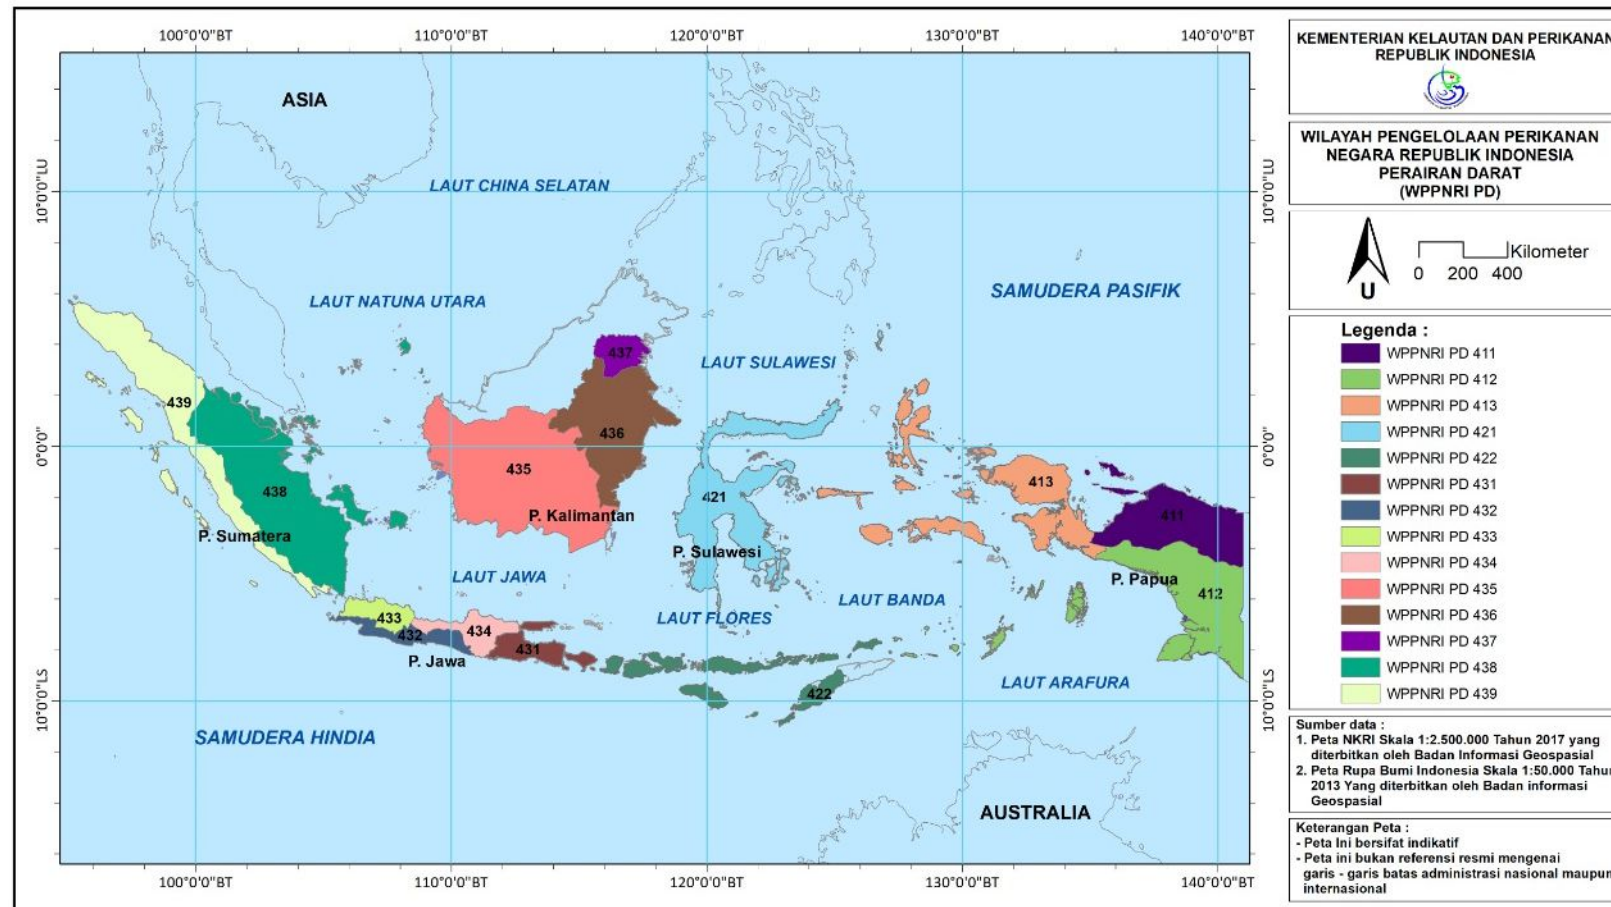 100°0'0"BT
110°0'0"BT
120°0'0"BT
130°0'0"BT
140°0'0"BT
10°0'0"LU
0°0'0"
10°0'0"LS
10°0'0"LU
0°0'0"
10°0'0"LS
ASIA
LAUT CHINA SELATAN
LAUT NATUNA UTARA
SAMUDERA PASIFIK
LAUT SULAWESI
437
439
436
435
438
421
413
411
P. Sumatera
P. Kalimantan
P. Sulawesi
P. Papua
LAUT JAWA
412
LAUT BANDA
LAUT FLORES
433
432
434
431
P. Jawa
LAUT ARAFURA
422
SAMUDERA HINDIA
AUSTRALIA
100°0'0"BT
110°0'0"BT
120°0'0"BT
130°0'0"BT
140°0'0"BT
KEMENTERIAN KELAUTAN DAN PERIKANAN
REPUBLIK INDONESIA
WILAYAH PENGELOLAAN PERIKANAN
NEGARA REPUBLIK INDONESIA
PERAIRAN DARAT
(WPPNRI PD)
U
Kilometer
0 200 400
Legenda :
WPPNRI PD 411
WPPNRI PD 412
WPPNRI PD 413
WPPNRI PD 421
WPPNRI PD 422
WPPNRI PD 431
WPPNRI PD 432
WPPNRI PD 433
WPPNRI PD 434
WPPNRI PD 435
WPPNRI PD 436
WPPNRI PD 437
WPPNRI PD 438
WPPNRI PD 439
Sumber data :
1. Peta NKRI Skala 1:2.500.000 Tahun 2017 yang
diterbitkan oleh Badan Informasi Geospasial
2. Peta Rupa Bumi Indonesia Skala 1:50.000 Tahun
2013 Yang diterbitkan oleh Badan informasi
Geospasial
Keterangan Peta :
- Peta Ini bersifat indikatif
- Peta ini bukan referensi resmi mengenai
garis - garis batas administrasi nasional maupun
internasional